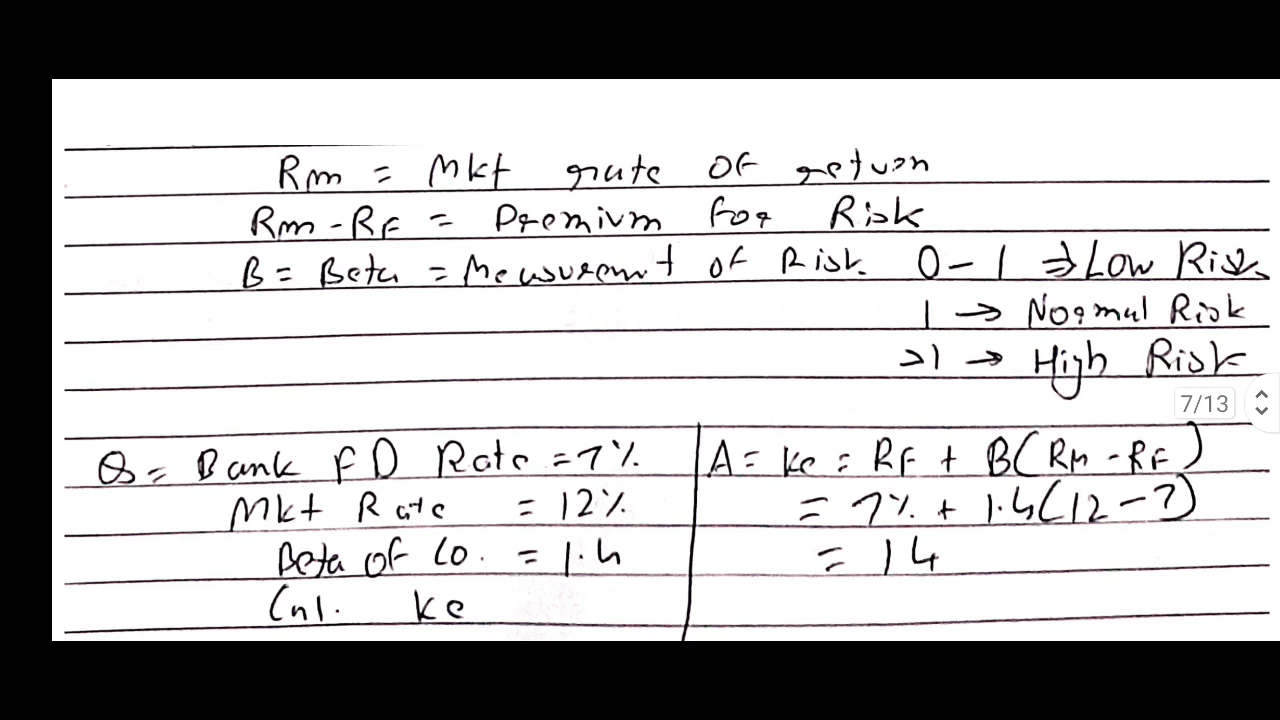 Rm = Mkt rate of return
Rm - RF = Premium for Risk
B = Beta = Measurement of Risk. 0 - 1 ⇒ Low Risk
1 → Normal Risk
>1 → High Risk
7/13
Q = Bank FD Rate = 7%
Mkt Rate = 12%
Beta of Co. = 1.4
Cal. Ke
A = Ke = RF + B(Rm - RF)
= 7% + 1.4(12 - 7)
= 14